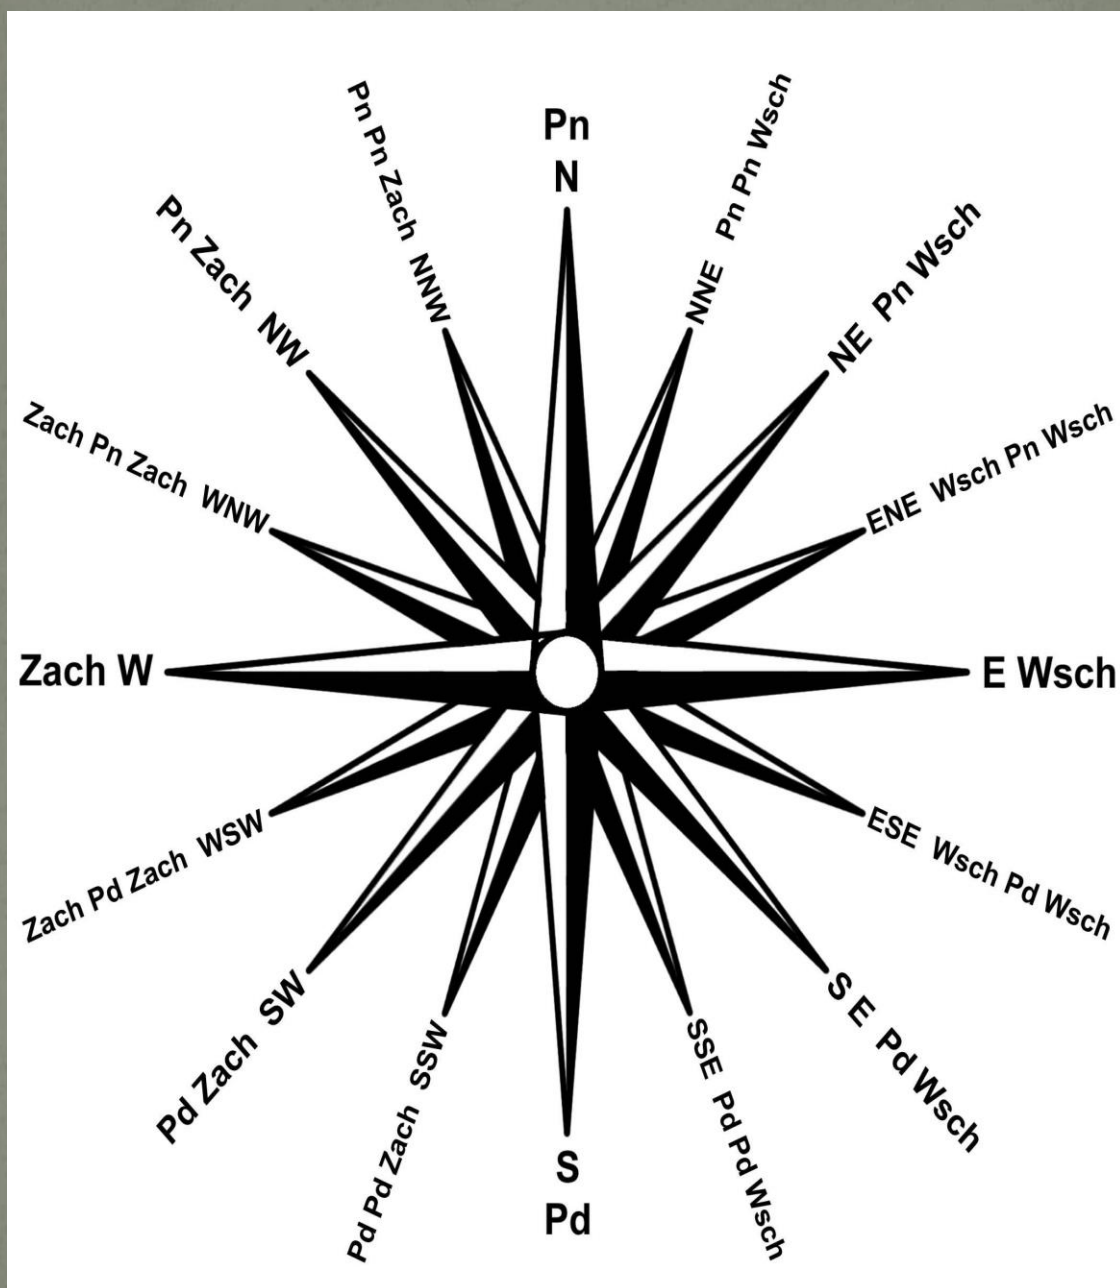 Pn
N
Pn Pn Zach NNW
NNE Pn Pn Wsch
Pn Zach NW
NE Pn Wsch
Zach Pn Zach WNW
ENE Wsch Pn Wsch
Zach W
E Wsch
Zach Pd Zach WSW
ESE Wsch Pd Wsch
Pd Zach SW
S E Pd Wsch
Pd Pd Zach SSW
SSE Pd Pd Wsch
S
Pd